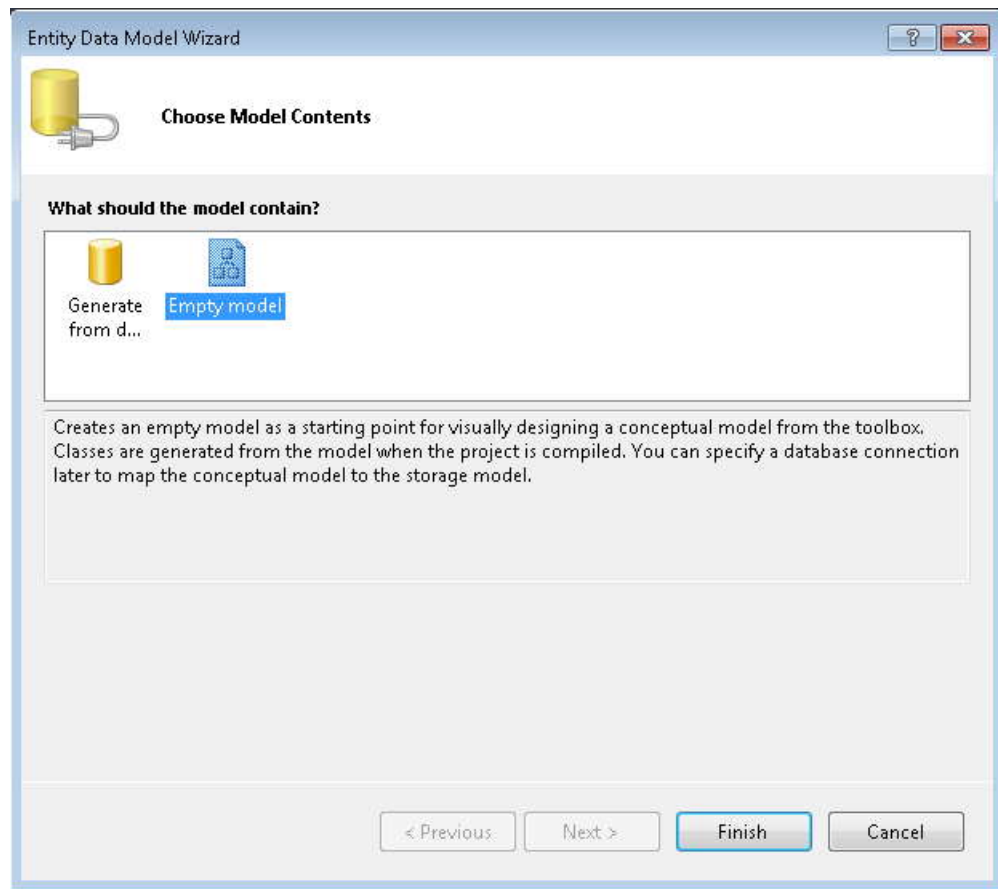 Entity Data Model Wizard
Choose Model Contents
What should the model contain?
Generate
from d...
Empty model
Creates an empty model as a starting point for visually designing a conceptual model from the toolbox.
Classes are generated from the model when the project is compiled. You can specify a database connection
later to map the conceptual model to the storage model.
< Previous
Next >
Finish
Cancel